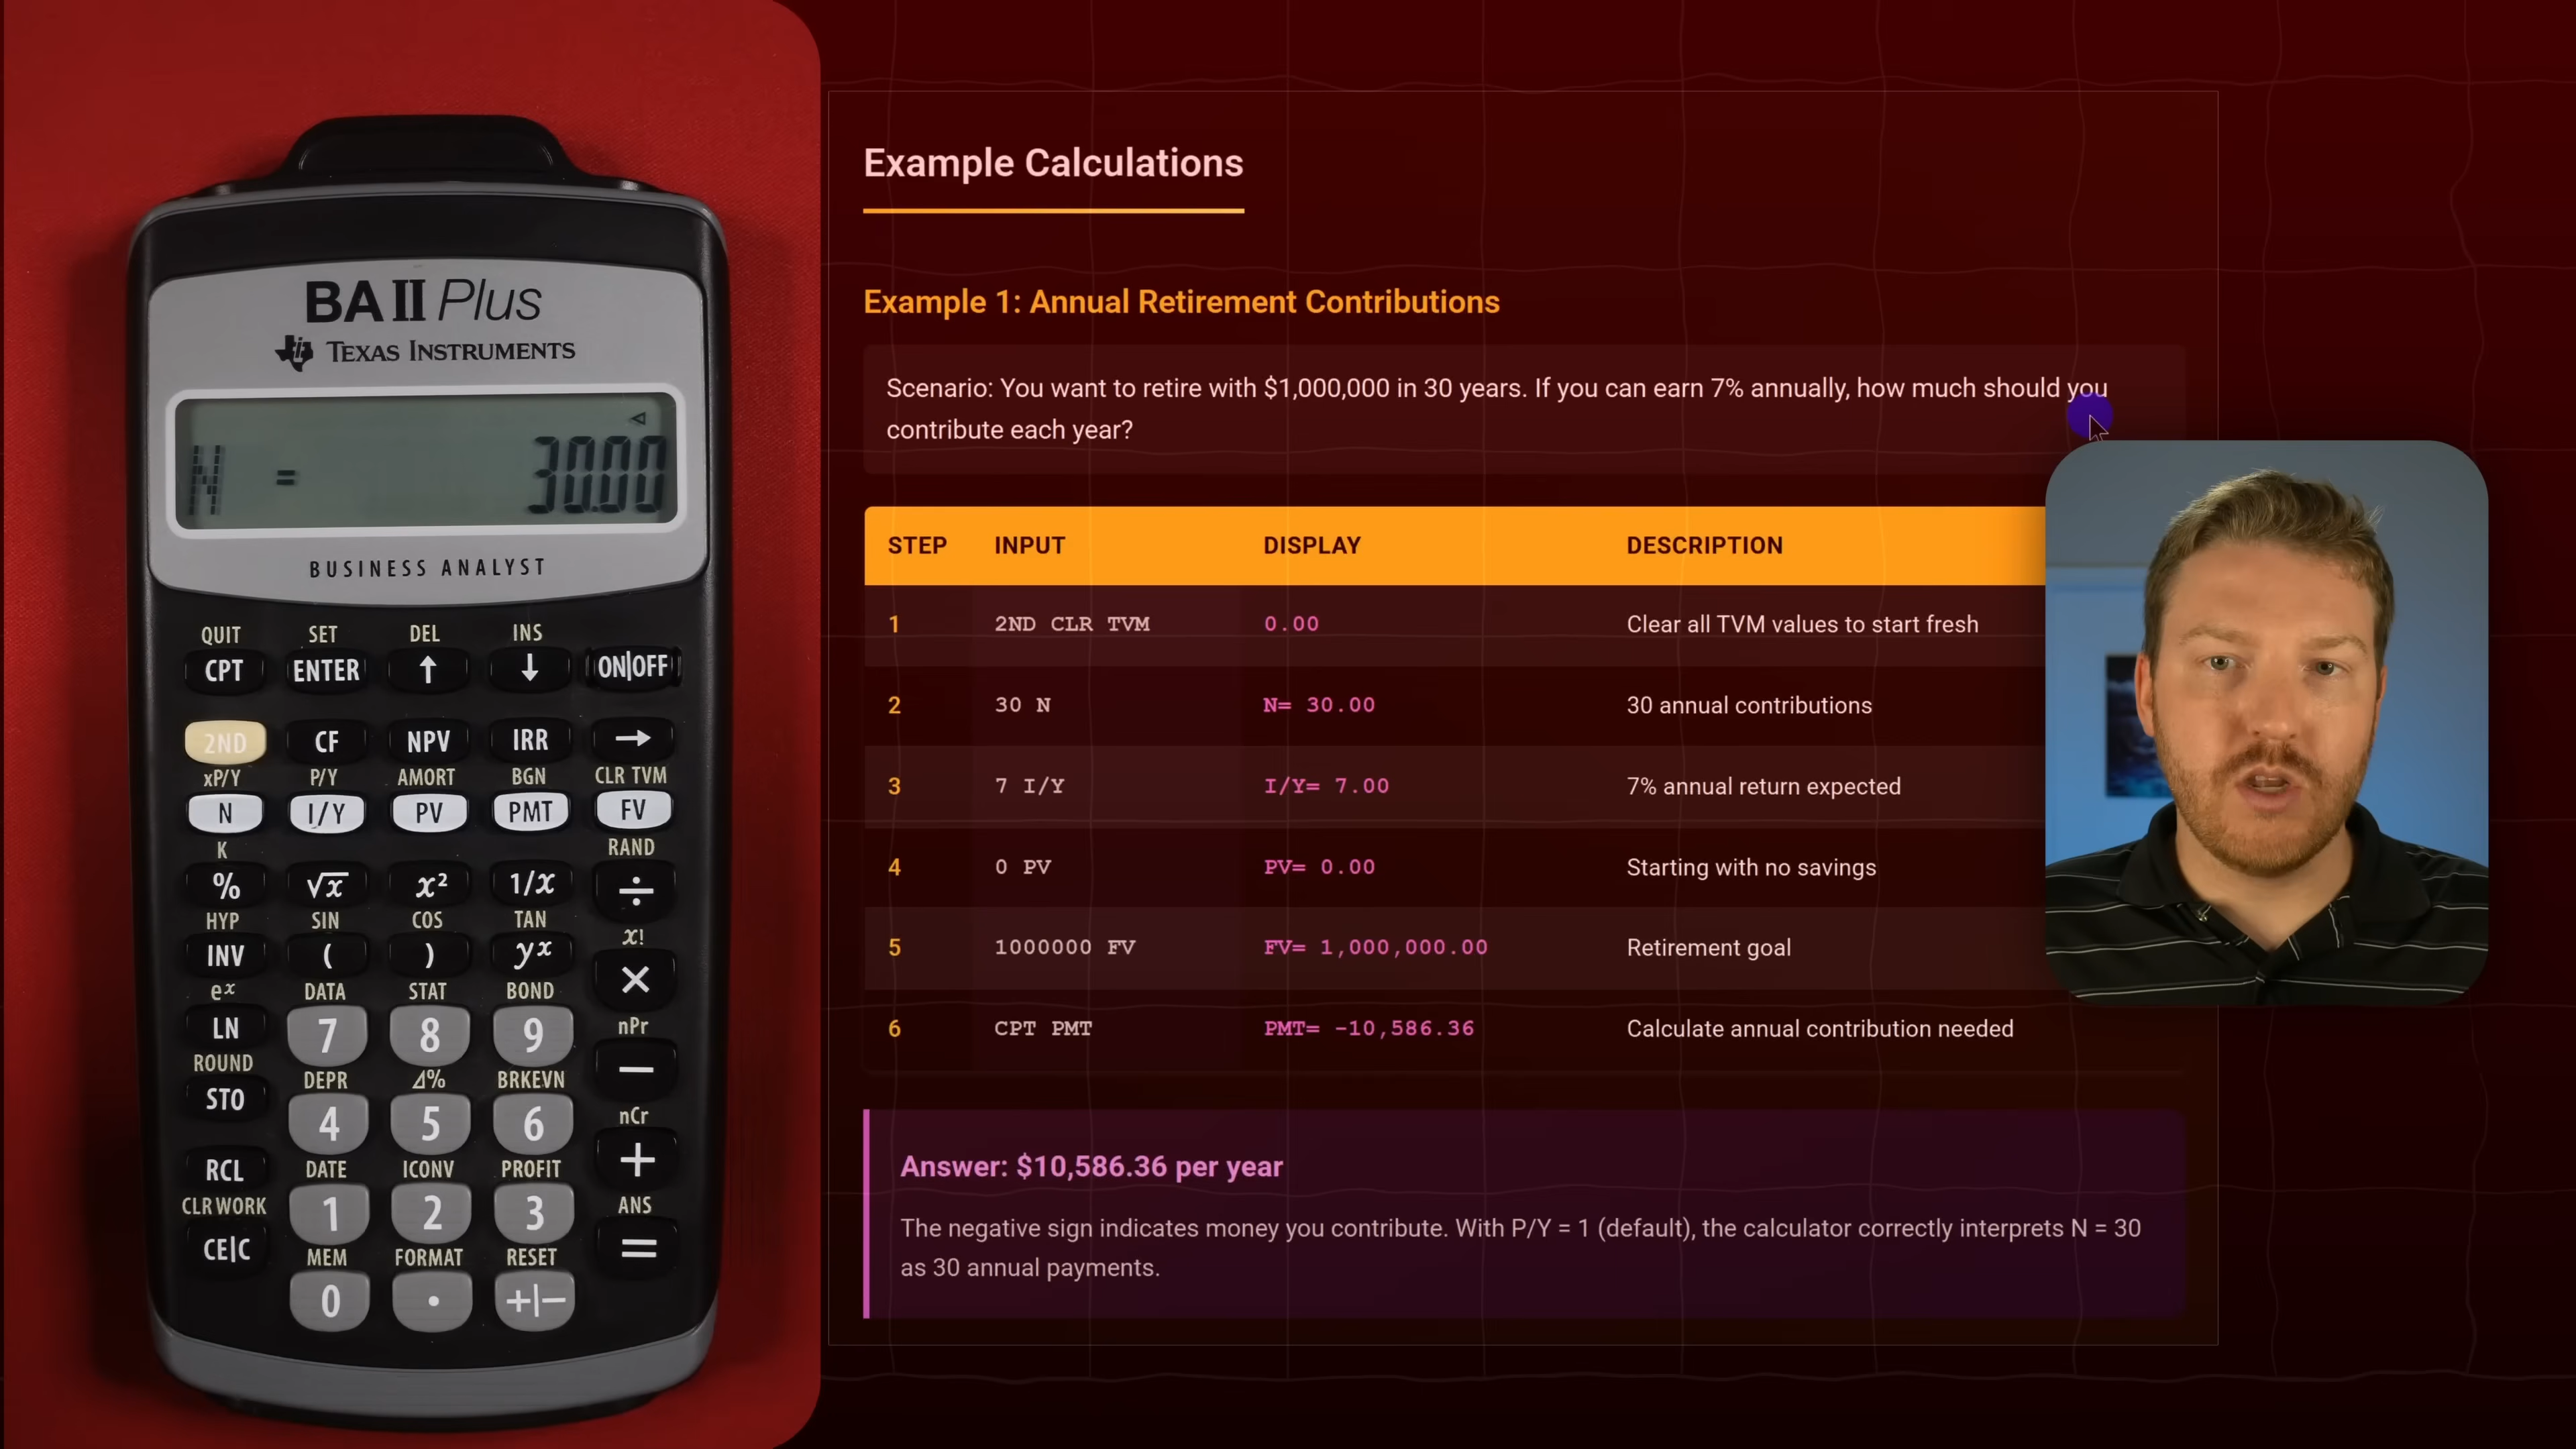 BA II Plus
TEXAS INSTRUMENTS
N = 30.00
BUSINESS ANALYST
QUIT SET DEL INS
CPT ENTER ↑ ↓ ON|OFF
2ND CF NPV IRR →
xP/Y P/Y AMORT BGN CLR TVM
N I/Y PV PMT FV
K RAND
% √x x² 1/x ÷
HYP SIN COS TAN x!
INV ( ) yˣ ×
eˣ DATA STAT BOND nPr
LN 7 8 9 −
ROUND DEPR Δ% BRKEVN nCr
STO 4 5 6 +
RCL DATE ICONV PROFIT ANS
CLR WORK 1 2 3 =
CE|C MEM FORMAT RESET
0 . +|−
Example Calculations
Example 1: Annual Retirement Contributions
Scenario: You want to retire with $1,000,000 in 30 years. If you can earn 7% annually, how much should you
contribute each year?
STEP INPUT DISPLAY DESCRIPTION
1 2ND CLR TVM 0.00 Clear all TVM values to start fresh
2 30 N N= 30.00 30 annual contributions
3 7 I/Y I/Y= 7.00 7% annual return expected
4 0 PV PV= 0.00 Starting with no savings
5 1000000 FV FV= 1,000,000.00 Retirement goal
6 CPT PMT PMT= -10,586.36 Calculate annual contribution needed
Answer: $10,586.36 per year
The negative sign indicates money you contribute. With P/Y = 1 (default), the calculator correctly interprets N = 30
as 30 annual payments.